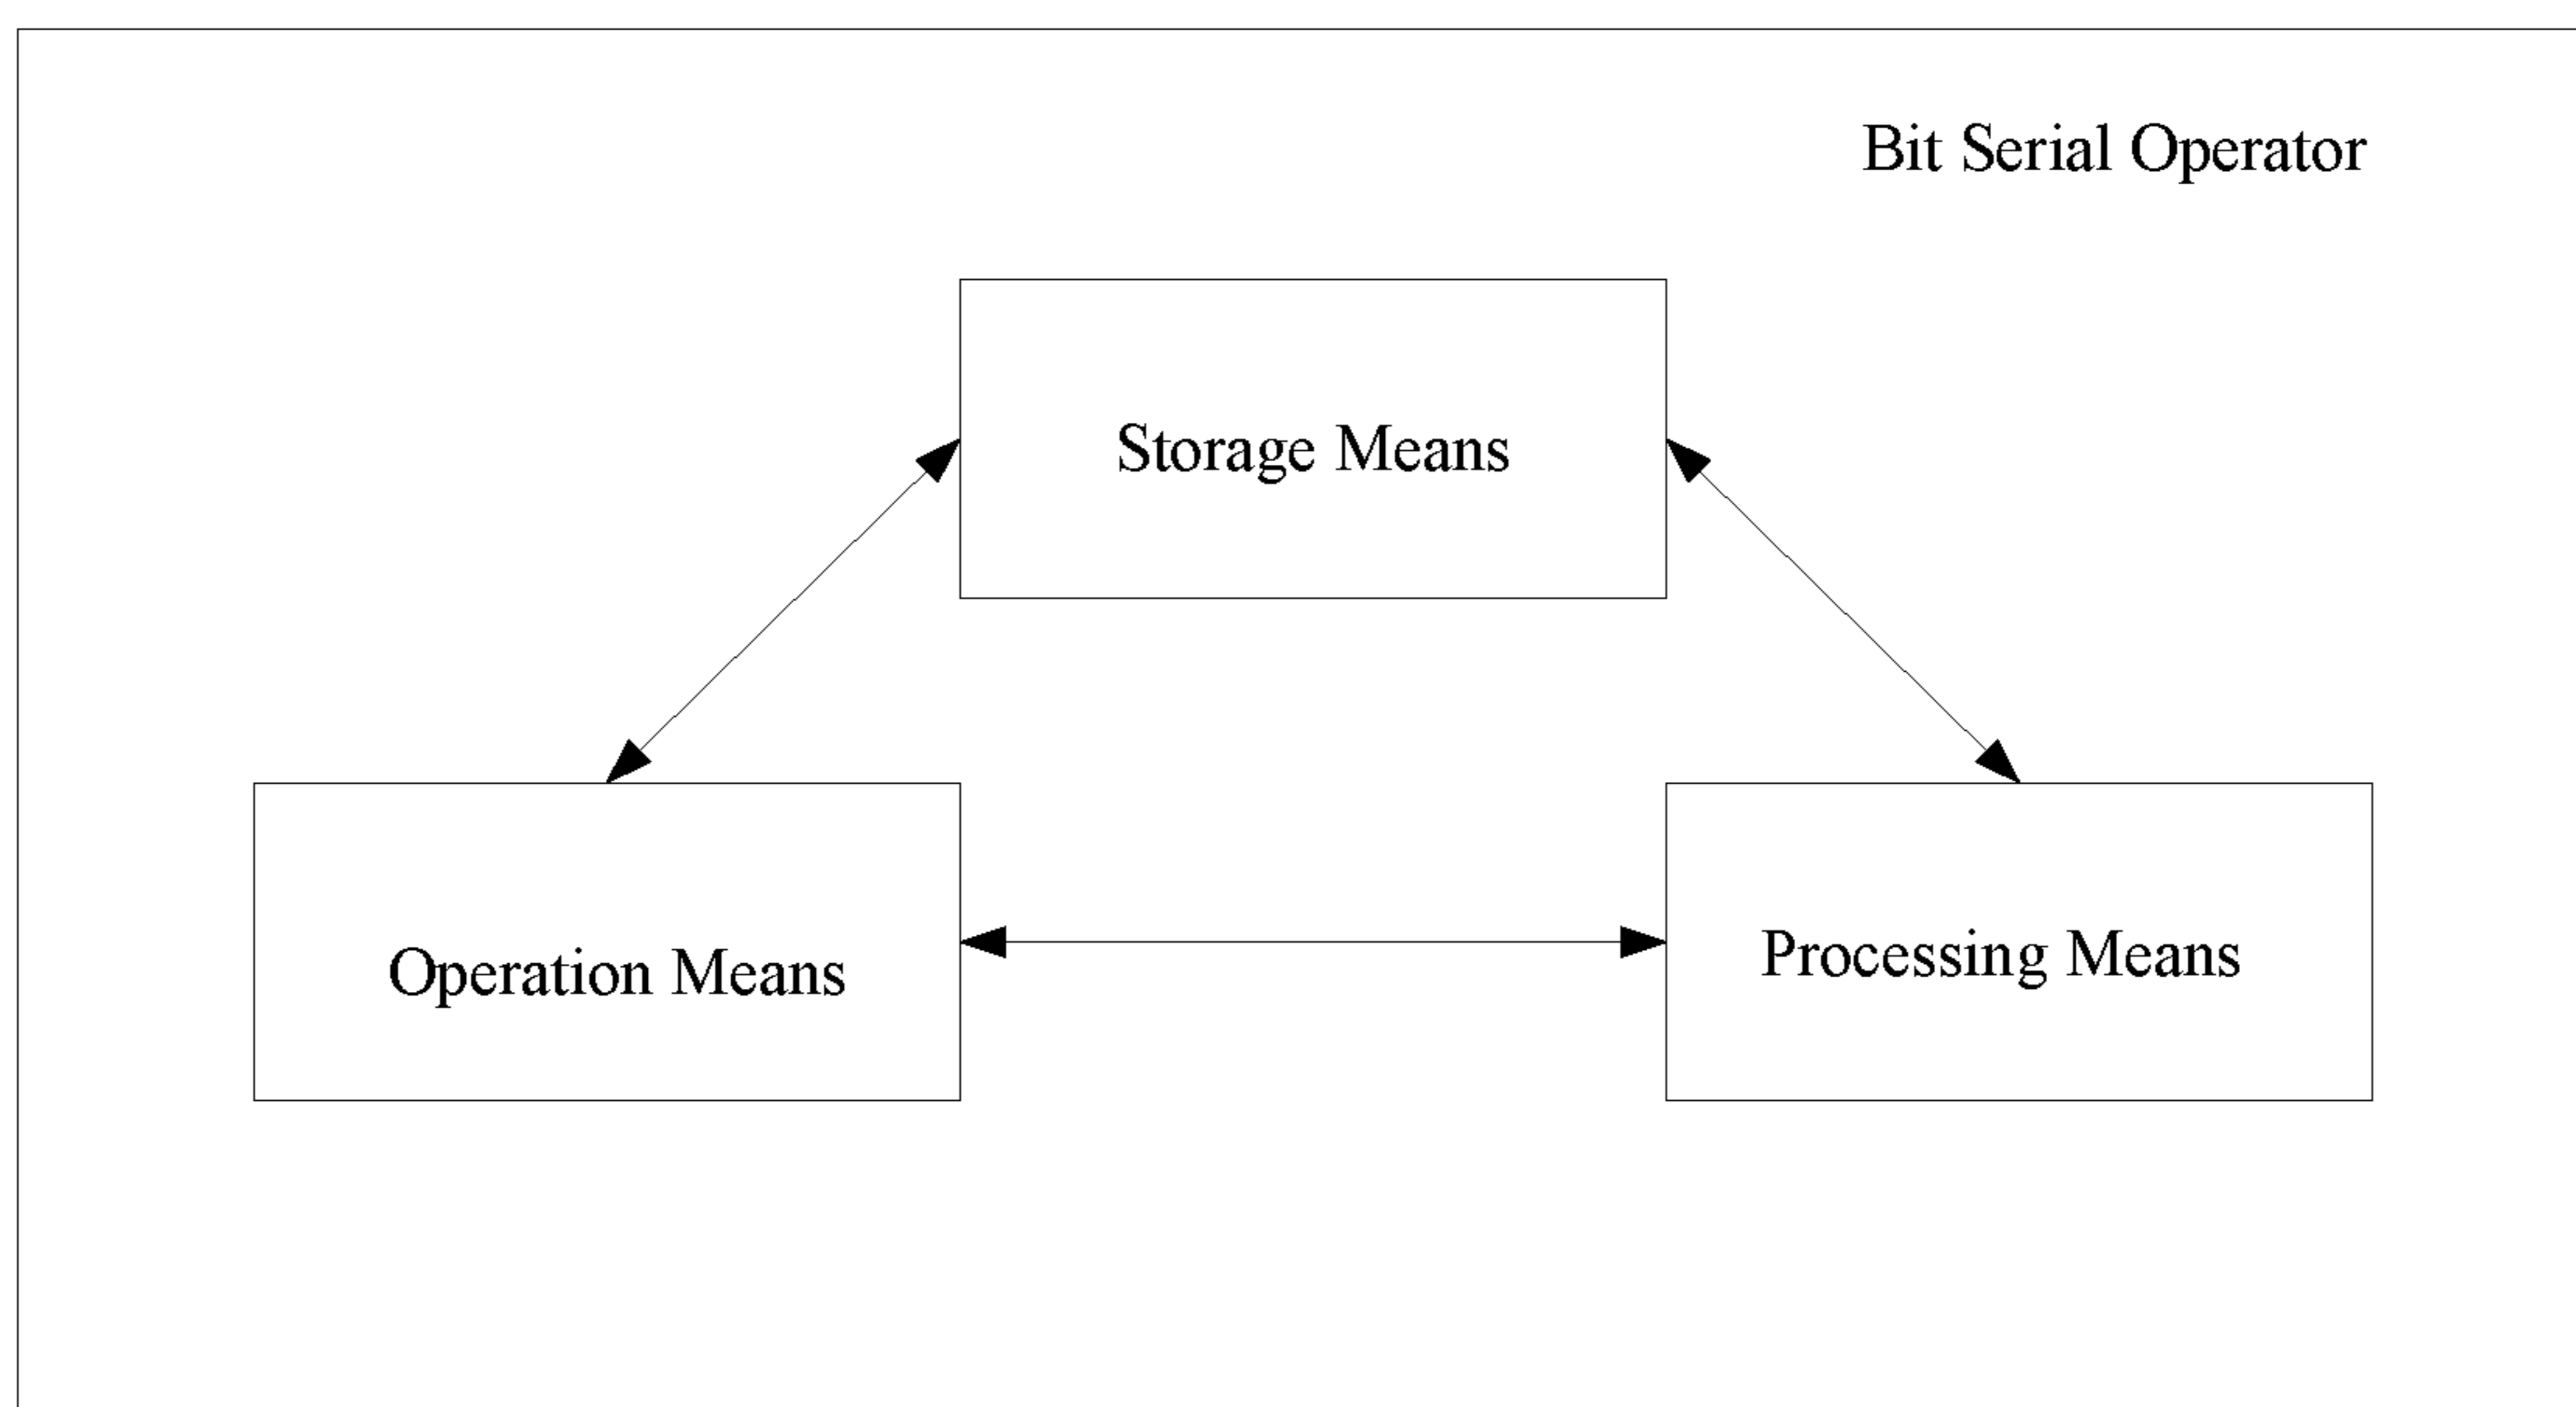 Bit Serial Operator
Storage Means
Operation Means
Processing Means